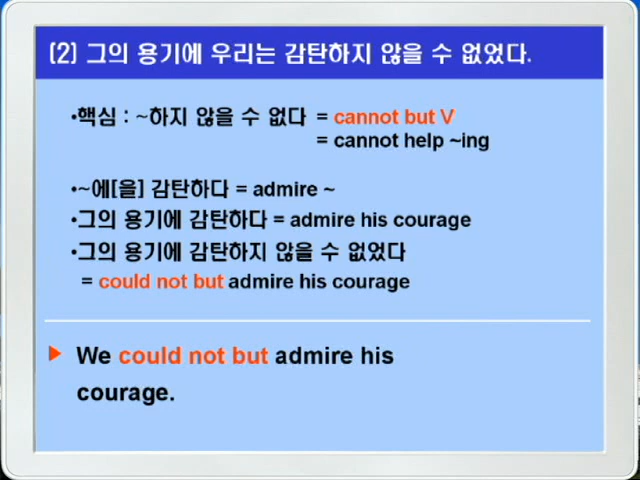 (2) 그의 용기에 우리는 감탄하지 않을 수 없었다.
•핵심 : ~하지 않을 수 없다 = cannot but V
= cannot help ~ing
•~에[을] 감탄하다 = admire ~
•그의 용기에 감탄하다 = admire his courage
•그의 용기에 감탄하지 않을 수 없었다
= could not but admire his courage
We could not but admire his
courage.